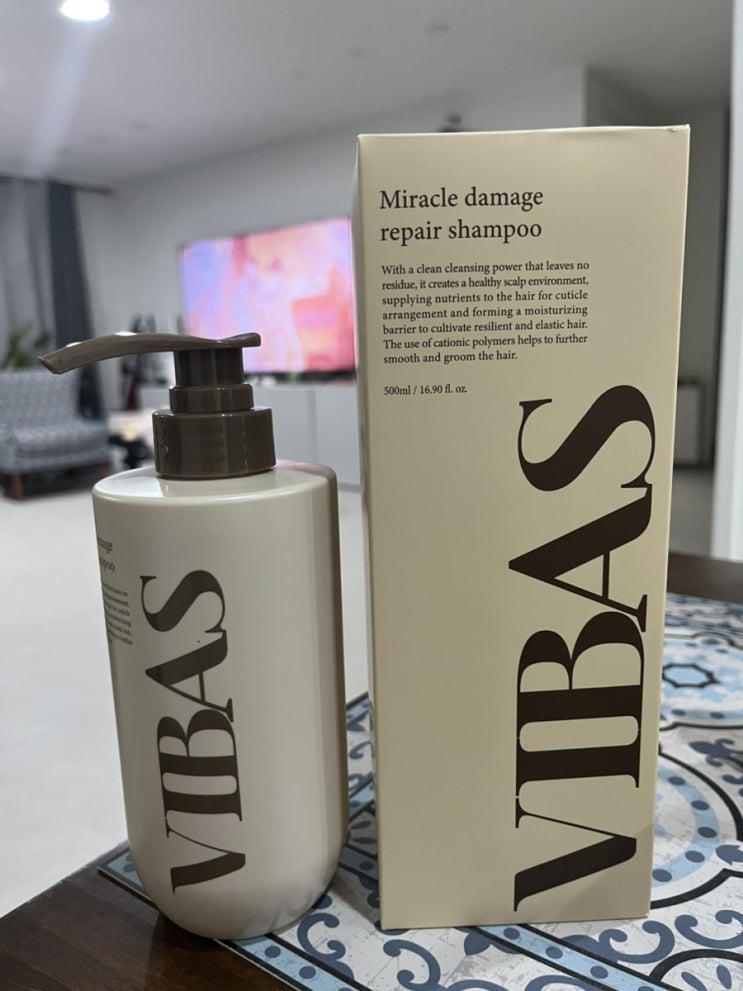 Miracle damage
repair shampoo
With a clean cleansing power that leaves no
residue, it creates a healthy scalp environment,
supplying nutrients to the hair for cuticle
arrangement and forming a moisturizing
barrier to cultivate resilient and elastic hair.
The use of cationic polymers helps to further
smooth and groom the hair.
500ml / 16.90 fl. oz.
VIBAS
VIBAS